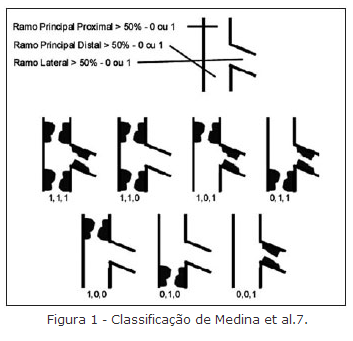 Ramo Principal Proximal > 50% - 0 ou 1
Ramo Principal Distal > 50% - 0 ou 1
Ramo Lateral > 50% - 0 ou 1
1,1,1 1,1,0 1,0,1 0,1,1
1,0,0 0,1,0 0,0,1
Figura 1 - Classificação de Medina et al.7.